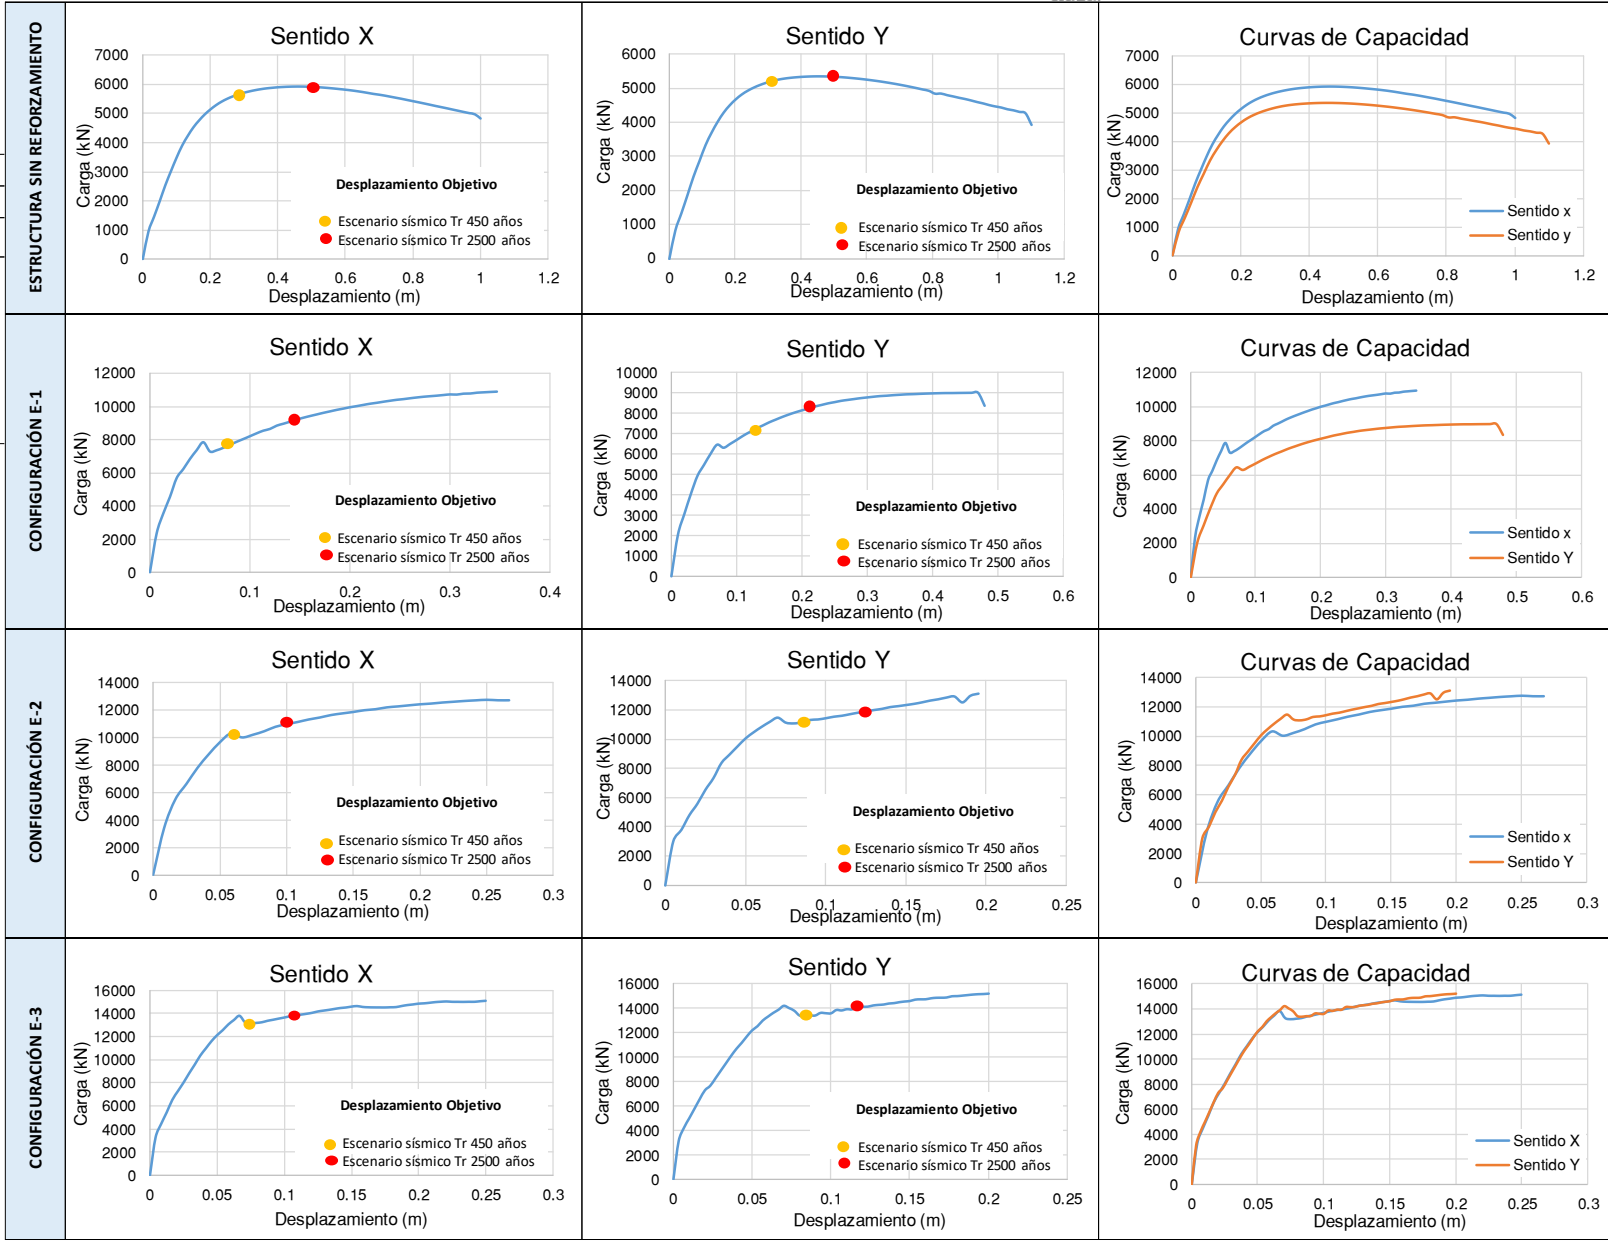 ESTRUCTURA SIN REFORZAMIENTO
Sentido X
Carga (kN)
7000
6000
5000
4000
3000
2000
1000
0
0 0.2 0.4 0.6 0.8 1 1.2
Desplazamiento (m)
Desplazamiento Objetivo
Escenario sísmico Tr 450 años
Escenario sísmico Tr 2500 años
Sentido Y
Carga (kN)
6000
5000
4000
3000
2000
1000
0
0 0.2 0.4 0.6 0.8 1 1.2
Desplazamiento (m)
Desplazamiento Objetivo
Escenario sísmico Tr 450 años
Escenario sísmico Tr 2500 años
Curvas de Capacidad
Carga (kN)
7000
6000
5000
4000
3000
2000
1000
0
0 0.2 0.4 0.6 0.8 1 1.2
Desplazamiento (m)
Sentido x
Sentido y
CONFIGURACIÓN E-1
Sentido X
Carga (kN)
12000
10000
8000
6000
4000
2000
0
0 0.1 0.2 0.3 0.4
Desplazamiento (m)
Desplazamiento Objetivo
Escenario sísmico Tr 450 años
Escenario sísmico Tr 2500 años
Sentido Y
Carga (kN)
10000
9000
8000
7000
6000
5000
4000
3000
2000
1000
0
0 0.1 0.2 0.3 0.4 0.5 0.6
Desplazamiento (m)
Desplazamiento Objetivo
Escenario sísmico Tr 450 años
Escenario sísmico Tr 2500 años
Curvas de Capacidad
Carga (kN)
12000
10000
8000
6000
4000
2000
0
0 0.1 0.2 0.3 0.4 0.5 0.6
Desplazamiento (m)
Sentido x
Sentido Y
CONFIGURACIÓN E-2
Sentido X
Carga (kN)
14000
12000
10000
8000
6000
4000
2000
0
0 0.05 0.1 0.15 0.2 0.25 0.3
Desplazamiento (m)
Desplazamiento Objetivo
Escenario sísmico Tr 450 años
Escenario sísmico Tr 2500 años
Sentido Y
Carga (kN)
14000
12000
10000
8000
6000
4000
2000
0
0 0.05 0.1 0.15 0.2 0.25
Desplazamiento (m)
Desplazamiento Objetivo
Escenario sísmico Tr 450 años
Escenario sísmico Tr 2500 años
Curvas de Capacidad
Carga (kN)
14000
12000
10000
8000
6000
4000
2000
0
0 0.05 0.1 0.15 0.2 0.25 0.3
Desplazamiento (m)
Sentido x
Sentido Y
CONFIGURACIÓN E-3
Sentido X
Carga (kN)
16000
14000
12000
10000
8000
6000
4000
2000
0
0 0.05 0.1 0.15 0.2 0.25 0.3
Desplazamiento (m)
Desplazamiento Objetivo
Escenario sísmico Tr 450 años
Escenario sísmico Tr 2500 años
Sentido Y
Carga (kN)
16000
14000
12000
10000
8000
6000
4000
2000
0
0 0.05 0.1 0.15 0.2 0.25
Desplazamiento (m)
Desplazamiento Objetivo
Escenario sísmico Tr 450 años
Escenario sísmico Tr 2500 años
Curvas de Capacidad
Carga (kN)
16000
14000
12000
10000
8000
6000
4000
2000
0
0 0.05 0.1 0.15 0.2 0.25 0.3
Desplazamiento (m)
Sentido X
Sentido Y